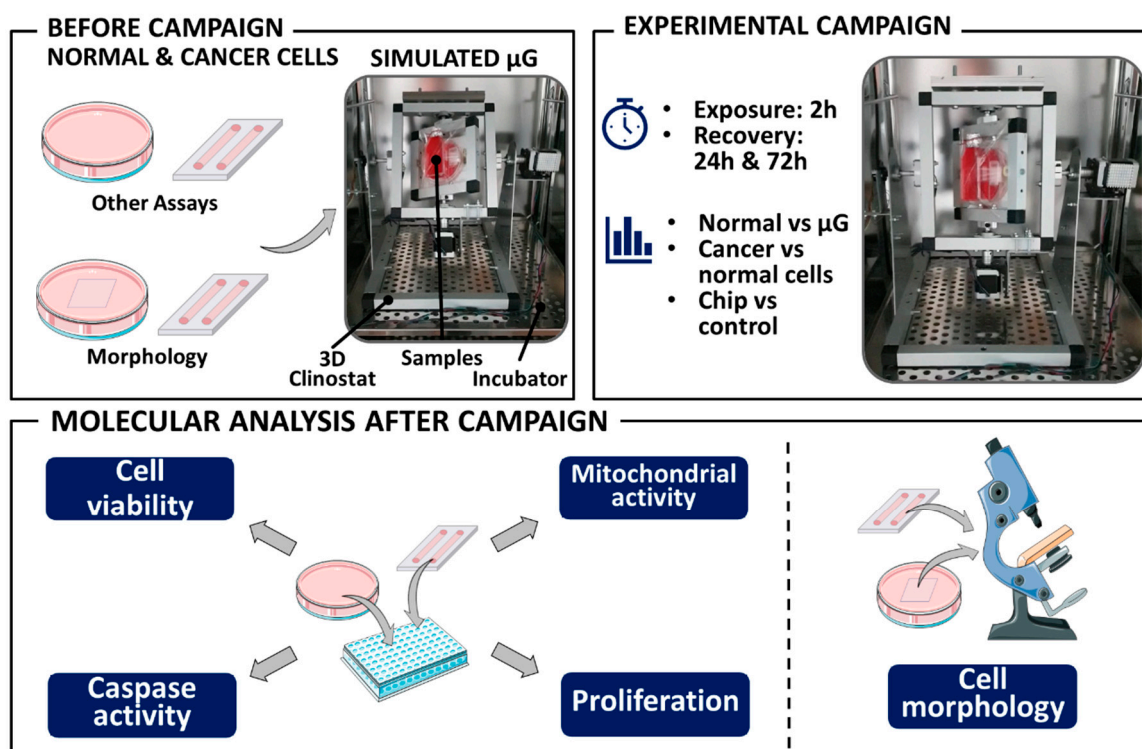 BEFORE CAMPAIGN
NORMAL & CANCER CELLS
SIMULATED µG
Other Assays
Morphology
3D
Clinostat
Samples
Incubator
EXPERIMENTAL CAMPAIGN
• Exposure: 2h
• Recovery:
24h & 72h
• Normal vs µG
• Cancer vs
normal cells
• Chip vs
control
MOLECULAR ANALYSIS AFTER CAMPAIGN
Cell
viability
Mitochondrial
activity
Caspase
activity
Proliferation
Cell
morphology